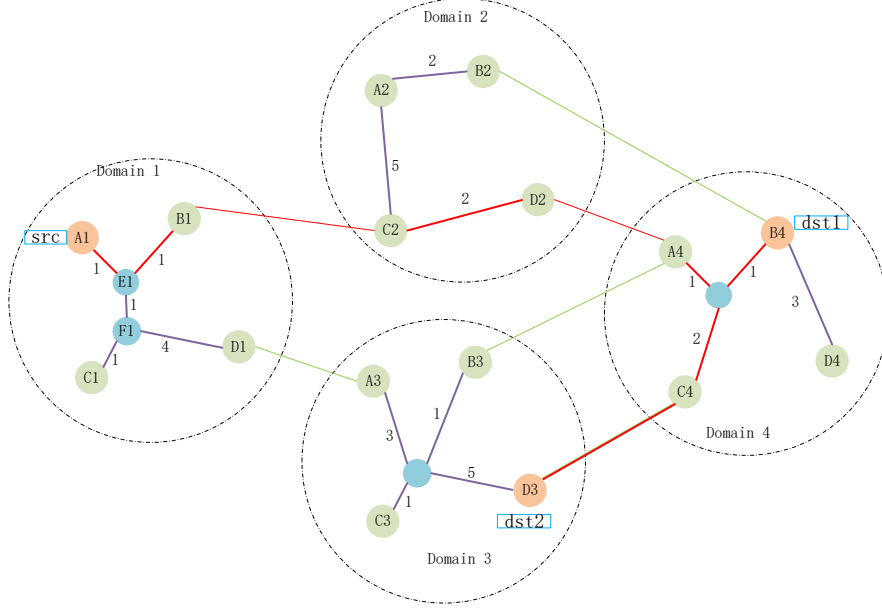 Domain 2
2
B2
A2
5
2
D2
C2
Domain 1
B1
src
A1
1
1
E1
1
F1
1
4
D1
C1
B4
dst1
A4
1
1
3
2
D4
C4
Domain 4
B3
A3
1
3
5
D3
1
C3
dst2
Domain 3